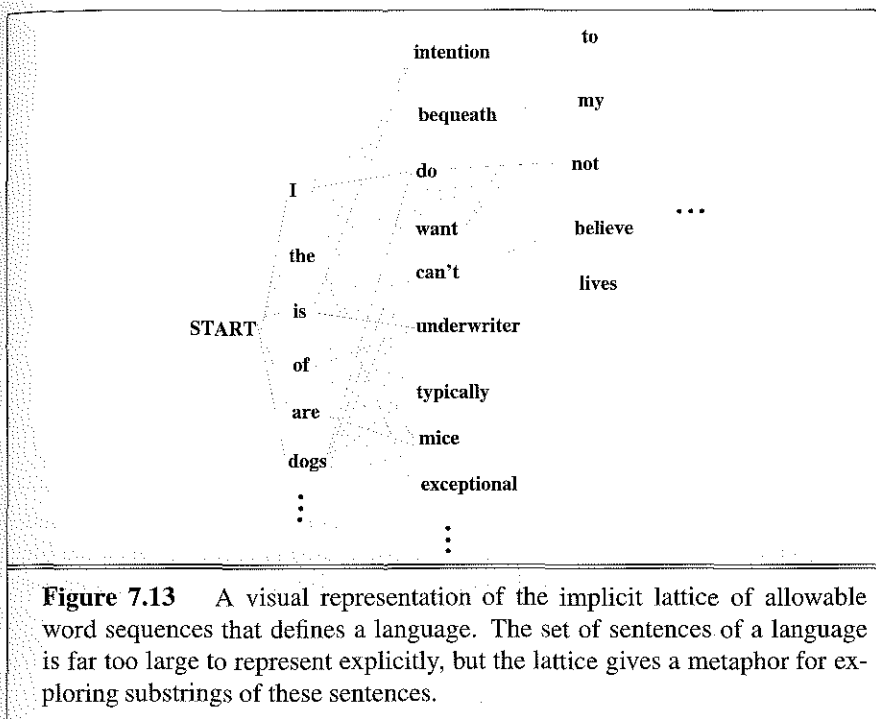 intention to
bequeath my
do not
I
want believe
the
can't
lives
is
START underwriter
of
typically
are
mice
dogs
exceptional
Figure 7.13 A visual representation of the implicit lattice of allowable
word sequences that defines a language. The set of sentences of a language
is far too large to represent explicitly, but the lattice gives a metaphor for ex-
ploring substrings of these sentences.